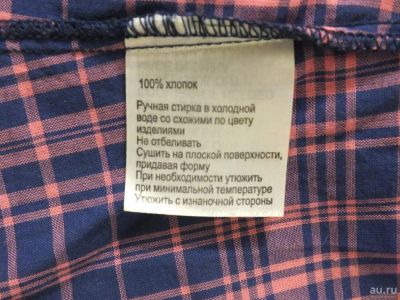 100% хлопок
Ручная стирка в холодной
воде со схожими по цвету
изделиями
Не отбеливать
Сушить на плоской поверхности,
придавая форму
При необходимости утюжить
при минимальной температуре
Утюжить с изнаночной стороны
au.ru